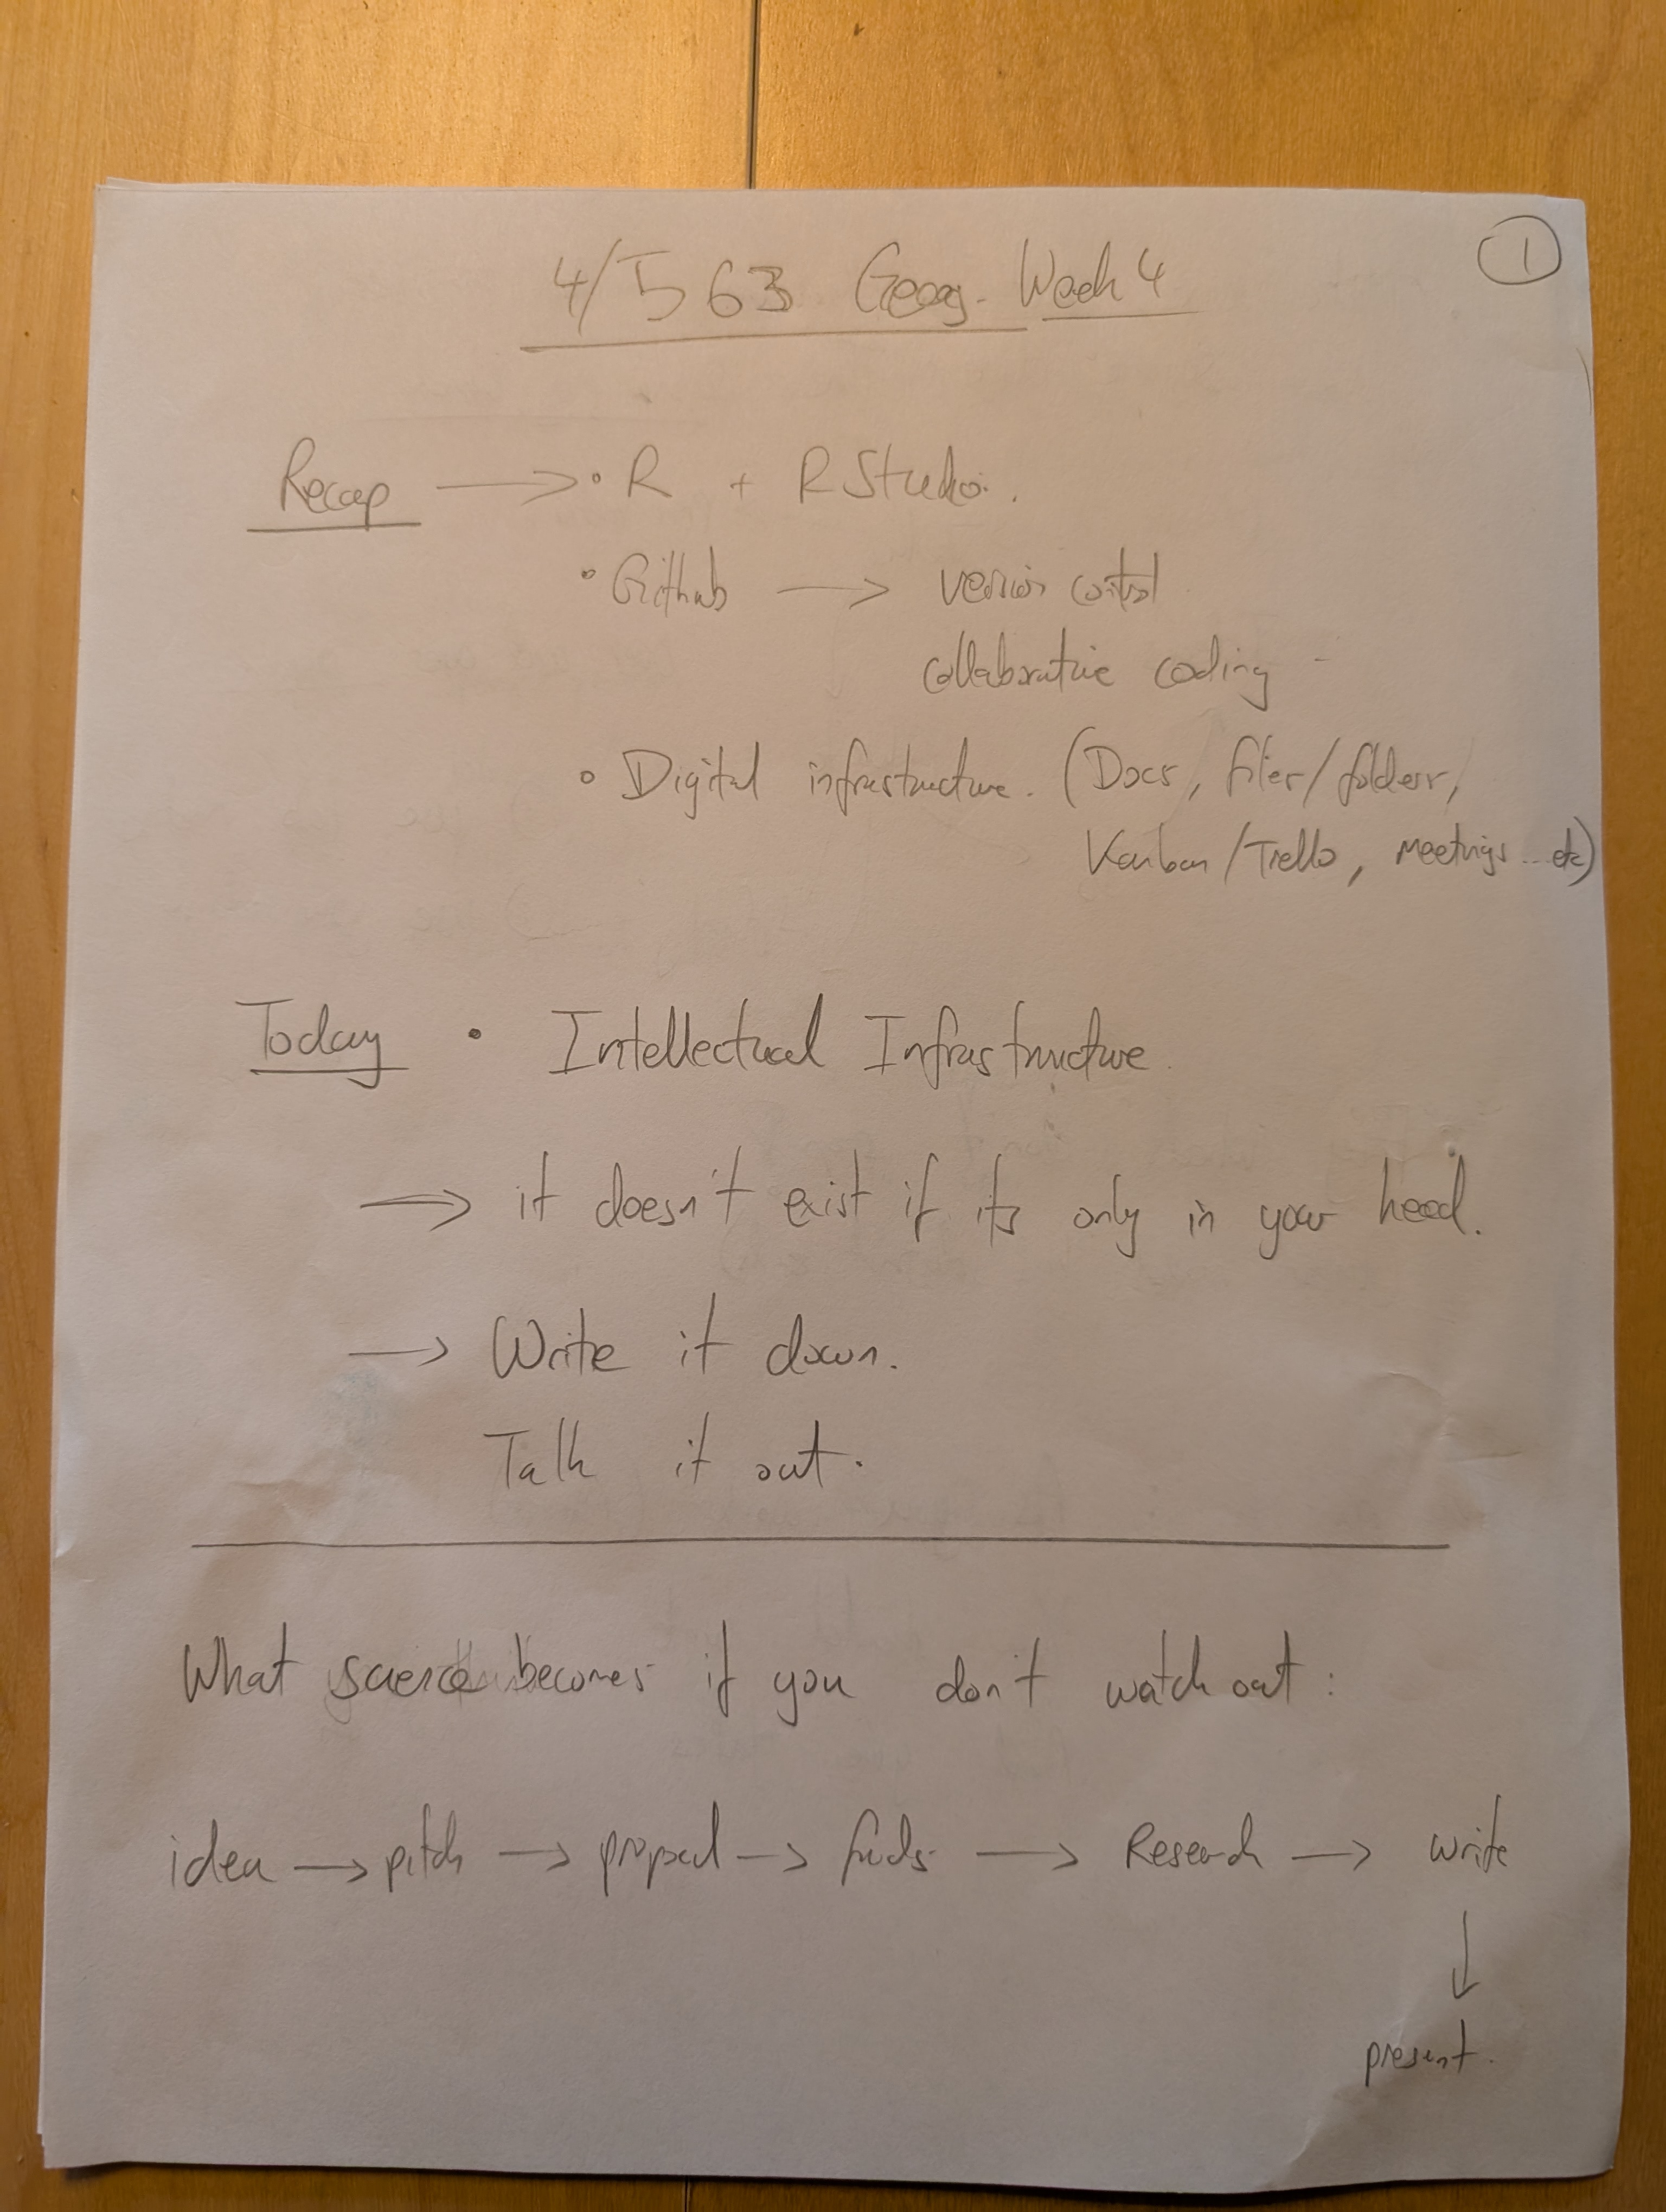 ①
4/563 Geog. Week 4
Recap → • R + R Studio.
• Github → version control
collaborative coding
• Digital infrastructure. (Docs, files/folders,
Kanban/Trello, meetings...etc)
Today • Intellectual Infrastructure.
→ it doesn't exist if its only in your head.
→ Write it down.
Talk it out.
What science becomes if you don't watch out:
idea → pitch → proposal → funds → Research → write
↓
present.